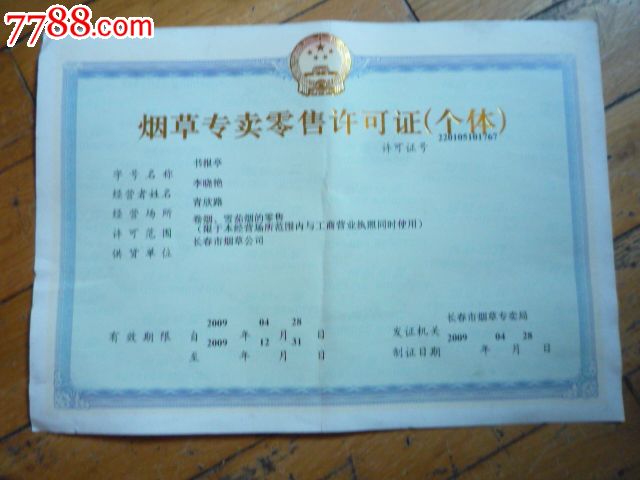 7788.com
烟草专卖零售许可证(个体)
许可证号 220105101767
字号名称 书报亭
经营者姓名 李晓艳
经营场所 青欣路
许可范围 卷烟、雪茄烟的零售
(限于本经营场所范围内与工商营业执照同时使用)
供货单位 长春市烟草公司
有效期限 自 2009 年 04 月 28 日
至 2009 年 12 月 31 日
发证机关 长春市烟草专卖局
制证日期 2009 年 04 月 28 日